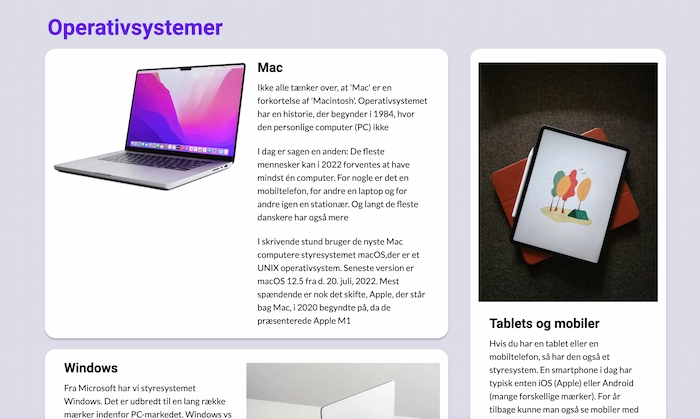 Operativsystemer
Mac
Ikke alle tænker over, at 'Mac' er en
forkortelse af 'Macintosh'. Operativsystemet
har en historie, der begynder i 1984, hvor
den personlige computer (PC) ikke
I dag er sagen en anden: De fleste
mennesker kan i 2022 forventes at have
mindst én computer. For nogle er det en
mobiltelefon, for andre en laptop og for
andre igen en stationær. Og langt de fleste
danskere har også mere
I skrivende stund bruger de nyste Mac
computere styresystemet macOS,der er et
UNIX operativsystem. Seneste version er
macOS 12.5 fra d. 20. juli, 2022. Mest
spændende er nok det skifte, Apple, der står
bag Mac, i 2020 begyndte på, da de
præsenterede Apple M1
Windows
Fra Microsoft har vi styresystemet
Windows. Det er udbredt til en lang række
mærker indenfor PC-markedet. Windows vs
Tablets og mobiler
Hvis du har en tablet eller en
mobiltelefon, så har den også et
styresystem. En smartphone i dag har
typisk enten iOS (Apple) eller Android
(mange forskellige mærker). For år
tilbage kunne man også se mobiler med